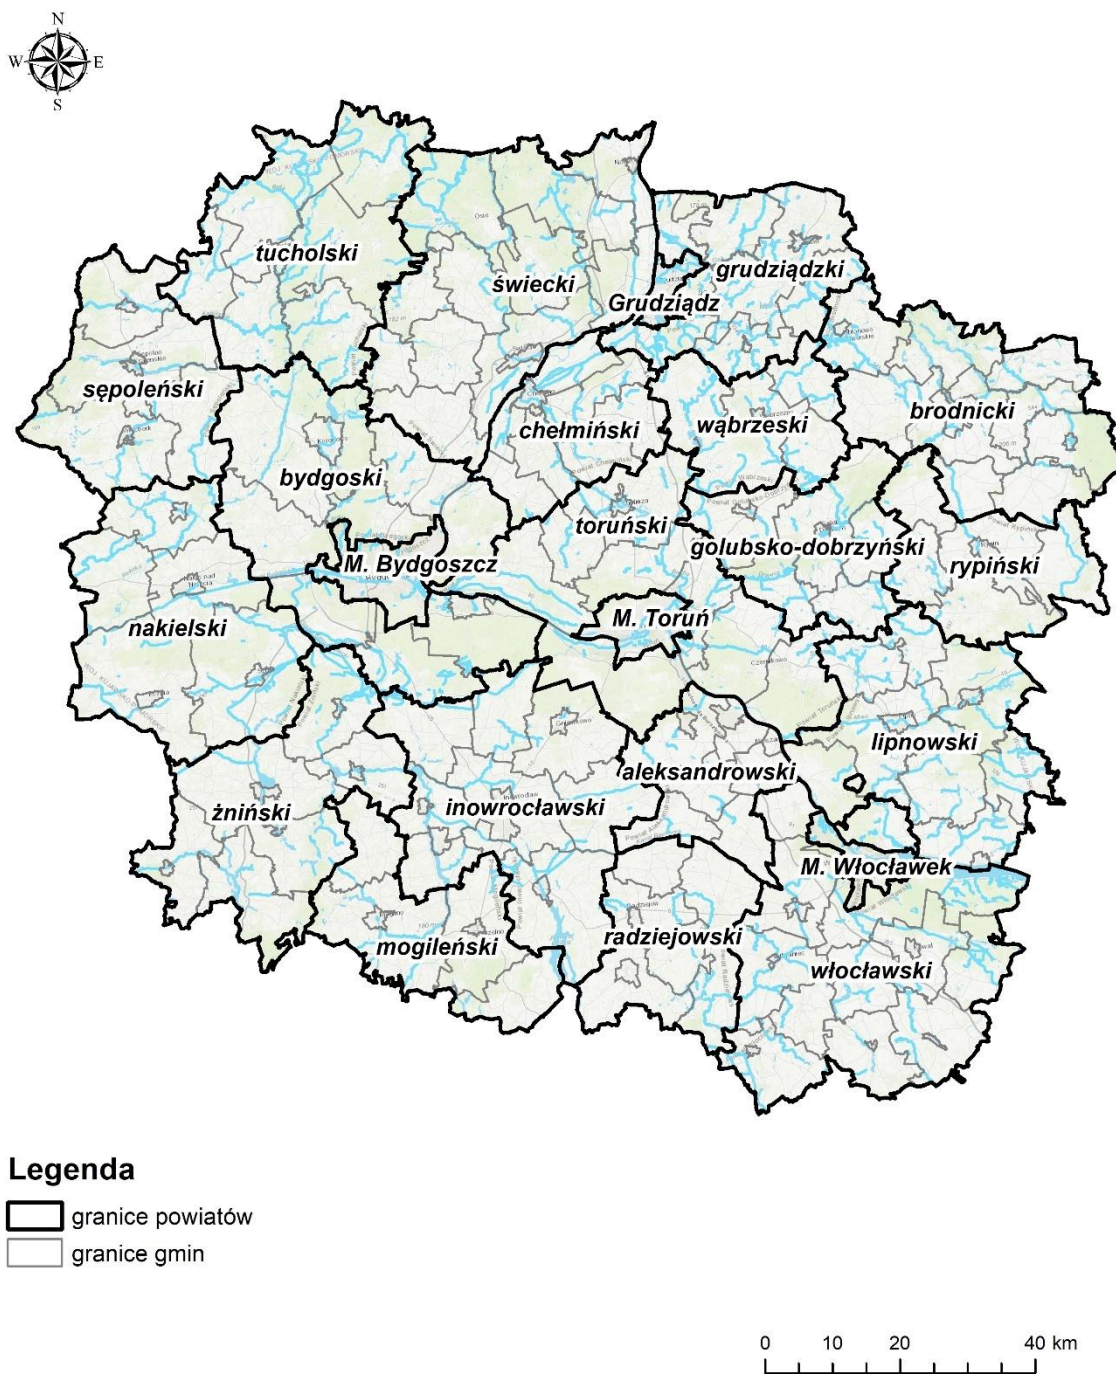 N
W
E
S
tucholski
świecki
grudziądzki
Grudziądz
sępoleński
chełmiński
wąbrzeski
brodnicki
bydgoski
toruński
golubsko-dobrzyński
rypiński
M. Bydgoszcz
M. Toruń
nakielski
Czernikowo
lipnowski
aleksandrowski
żniński
inowrocławski
M. Włocławek
mogileński
radziejowski
włocławski
Legenda
granice powiatów
granice gmin
0 10 20 40 km